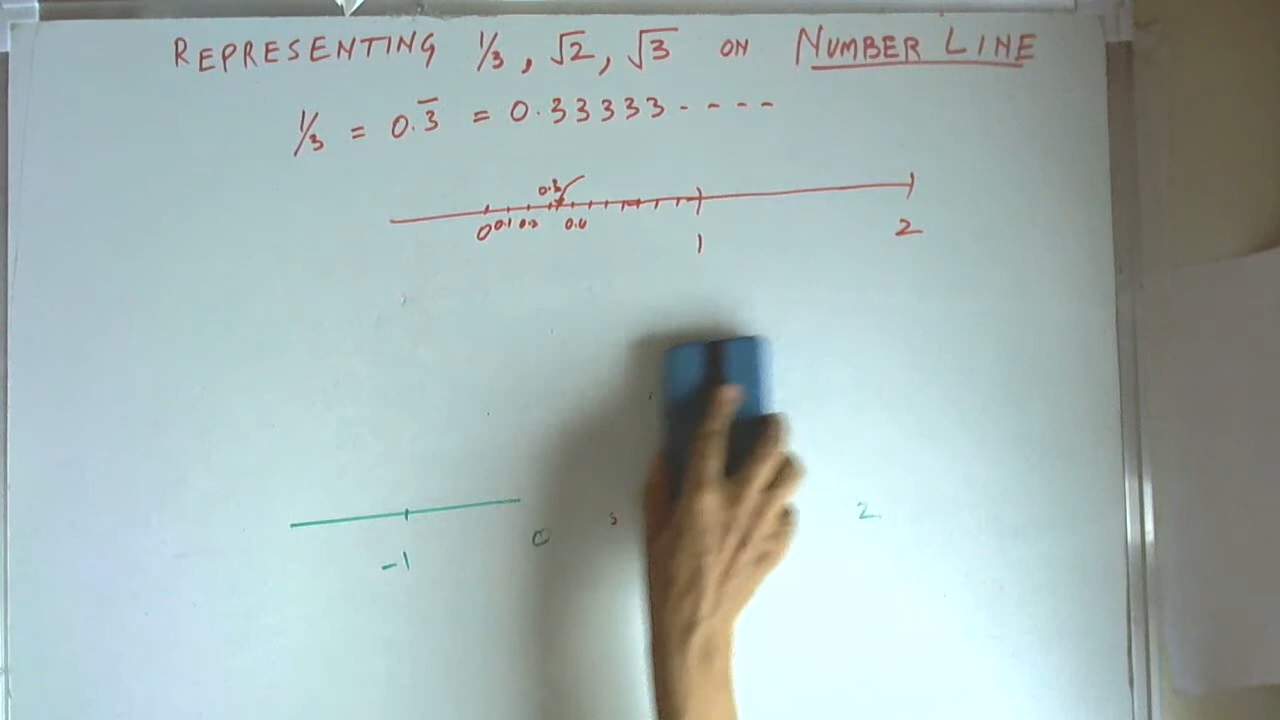 REPRESENTING 1/3, √2, √3 ON NUMBER LINE
1/3 = 0.3̅ = 0.33333----
0.3
0 0.1 0.2 0.4 1 2
-1 0 2